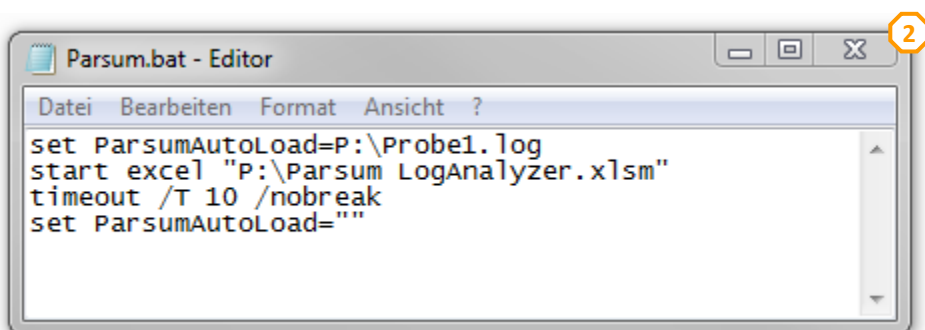 2
Parsum.bat - Editor
Datei Bearbeiten Format Ansicht ?
set ParsumAutoLoad=P:\Probe1.log
start excel "P:\Parsum LogAnalyzer.xlsm"
timeout /T 10 /nobreak
set ParsumAutoLoad=""